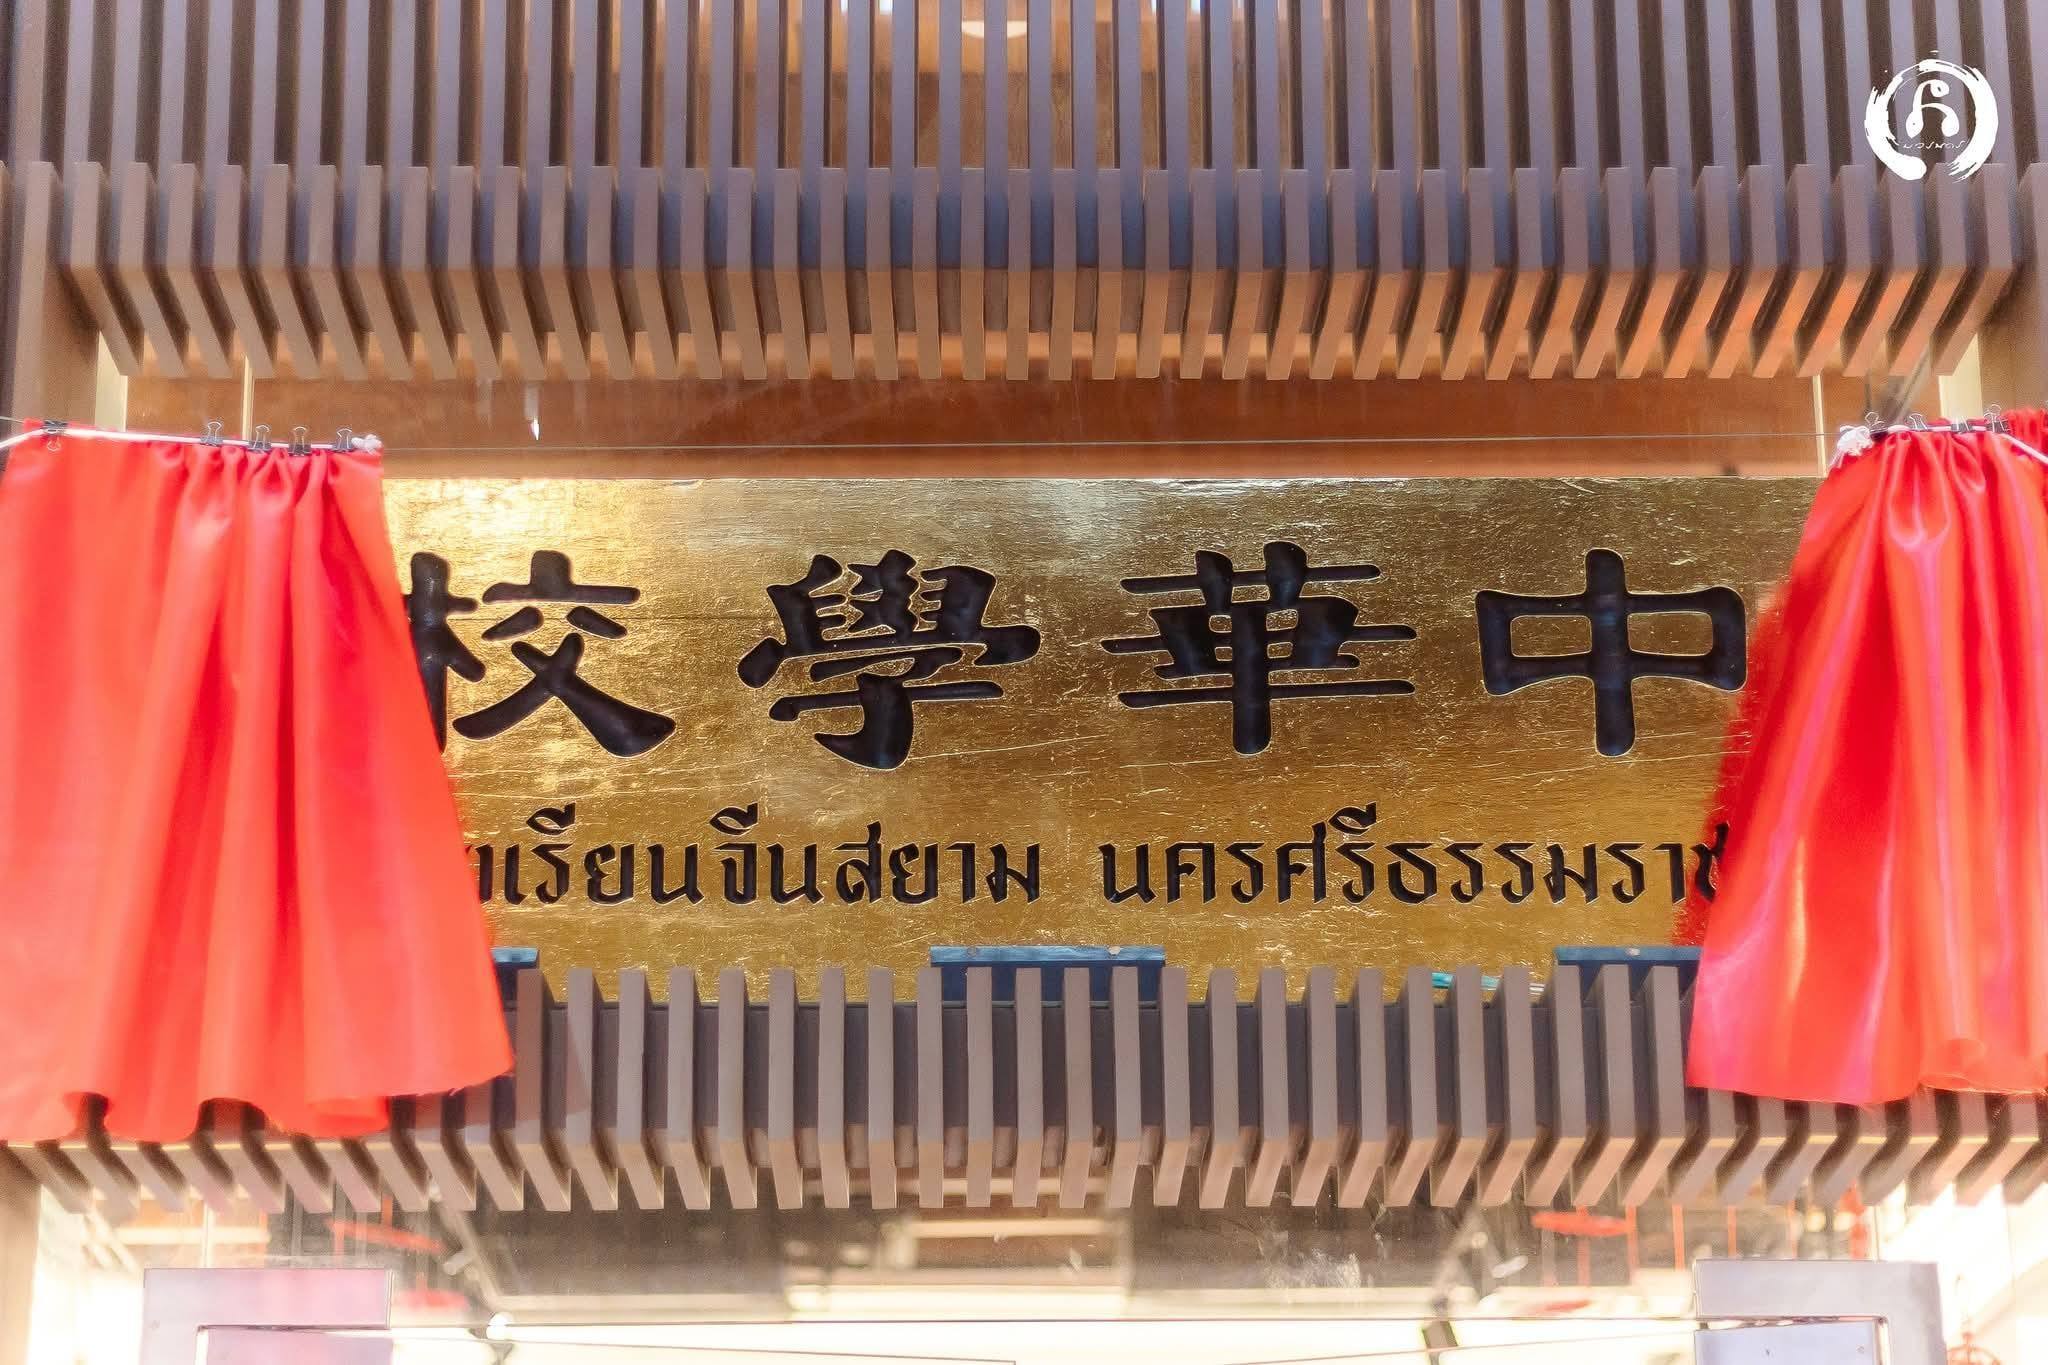 中華學校
เรียนจีนสยาม นครศรีธรรมราช